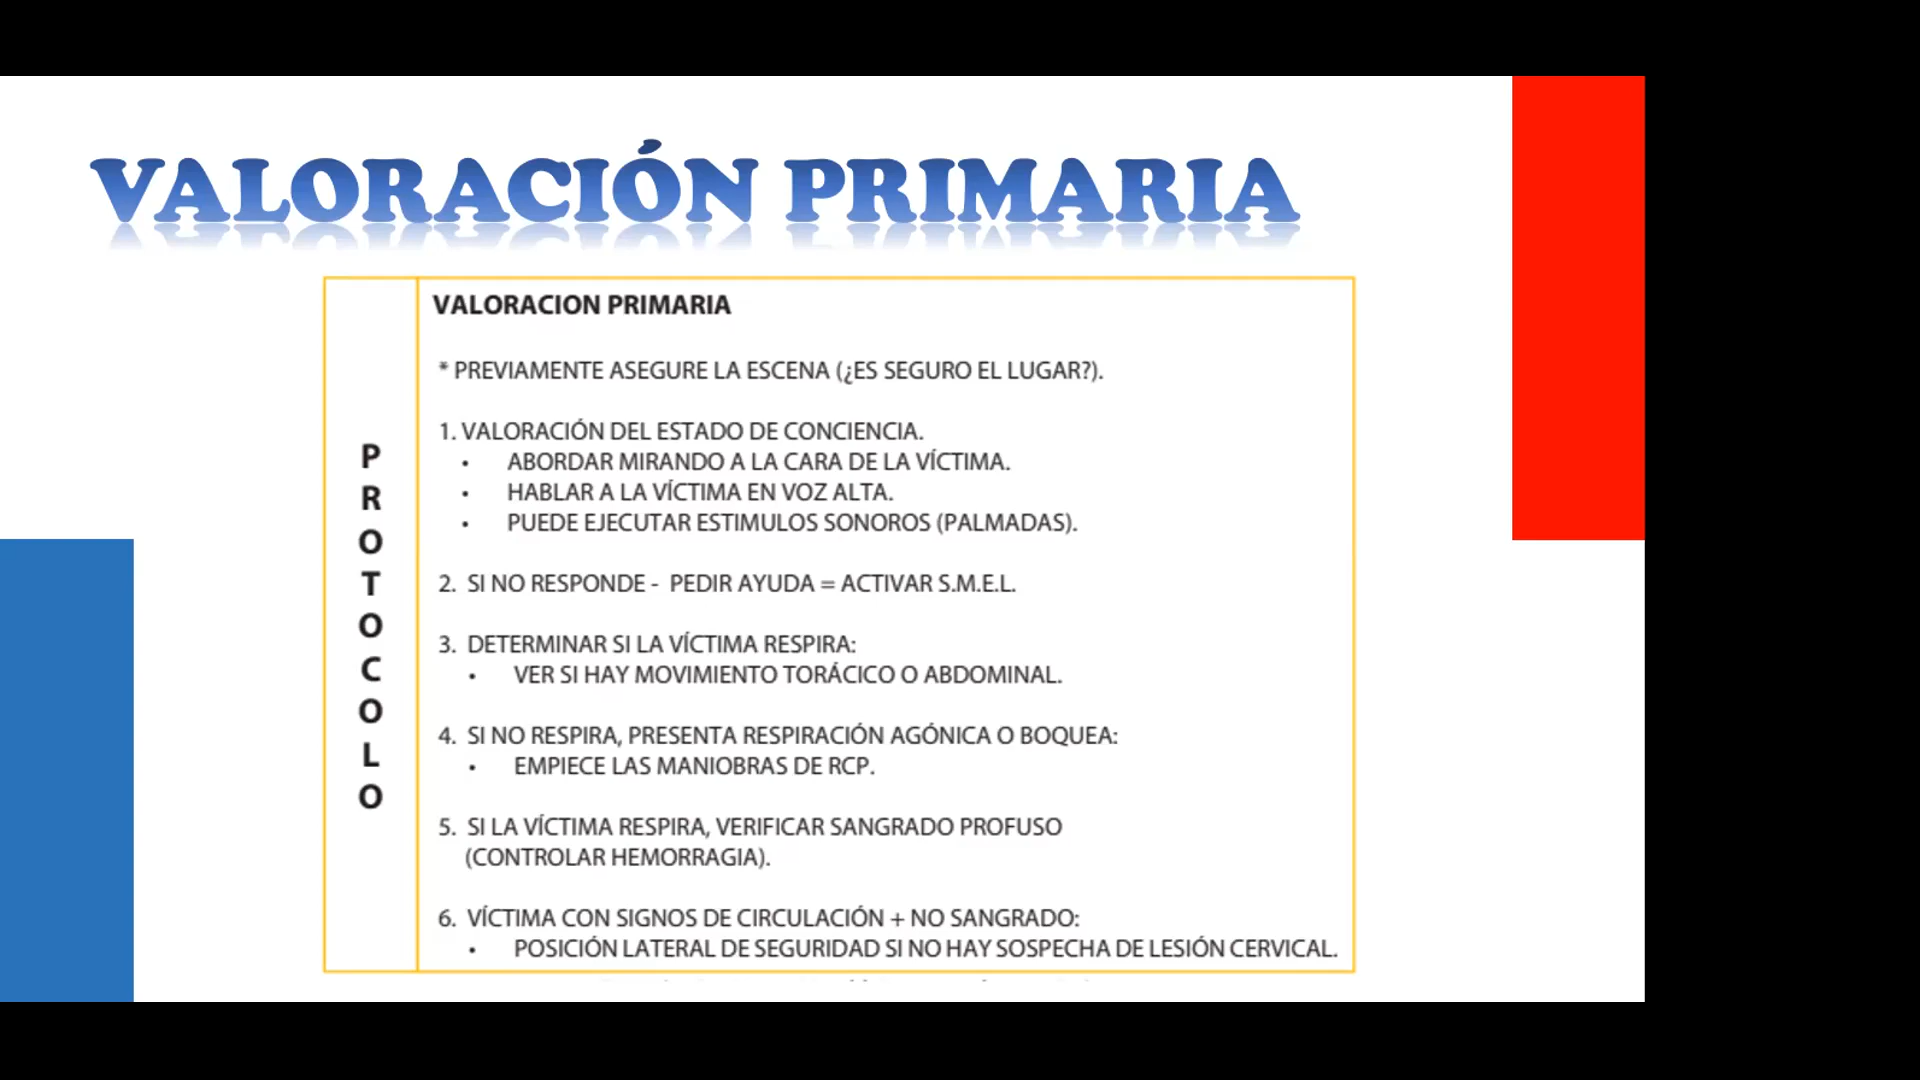 VALORACIÓN PRIMARIA
PROTOCOLO
VALORACION PRIMARIA
* PREVIAMENTE ASEGURE LA ESCENA (¿ES SEGURO EL LUGAR?).
1. VALORACIÓN DEL ESTADO DE CONCIENCIA.
• ABORDAR MIRANDO A LA CARA DE LA VÍCTIMA.
• HABLAR A LA VÍCTIMA EN VOZ ALTA.
• PUEDE EJECUTAR ESTIMULOS SONOROS (PALMADAS).
2. SI NO RESPONDE - PEDIR AYUDA = ACTIVAR S.M.E.L.
3. DETERMINAR SI LA VÍCTIMA RESPIRA:
• VER SI HAY MOVIMIENTO TORÁCICO O ABDOMINAL.
4. SI NO RESPIRA, PRESENTA RESPIRACIÓN AGÓNICA O BOQUEA:
• EMPIECE LAS MANIOBRAS DE RCP.
5. SI LA VÍCTIMA RESPIRA, VERIFICAR SANGRADO PROFUSO
(CONTROLAR HEMORRAGIA).
6. VÍCTIMA CON SIGNOS DE CIRCULACIÓN + NO SANGRADO:
• POSICIÓN LATERAL DE SEGURIDAD SI NO HAY SOSPECHA DE LESIÓN CERVICAL.